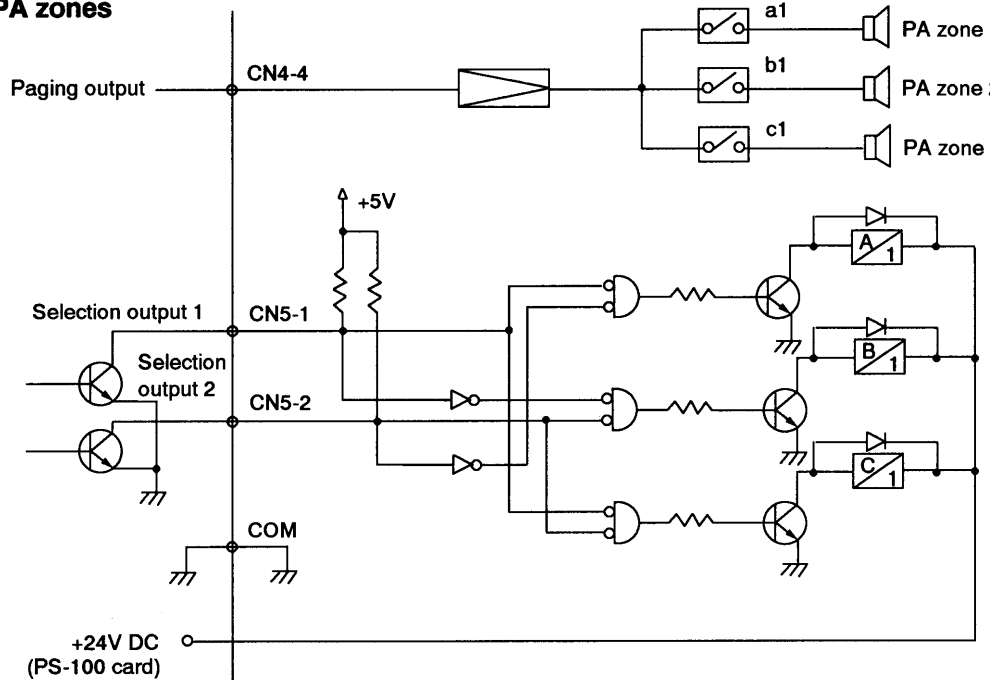 PA zones
a1
PA zone
Paging output
CN4-4
b1
PA zone
c1
PA zone
+5V
A
1
Selection output 1
CN5-1
B
1
Selection
output 2
CN5-2
C
1
COM
+24V DC
(PS-100 card)